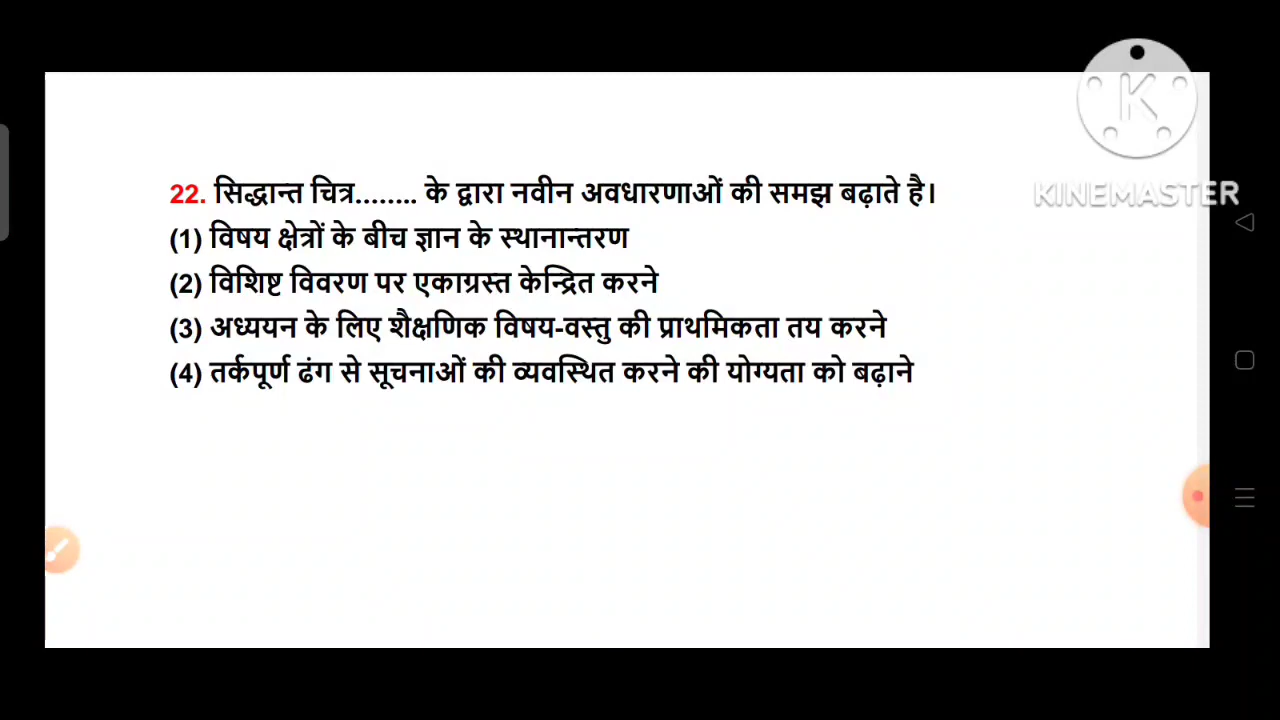 22. सिद्धान्त चित्र........ के द्वारा नवीन अवधारणाओं की समझ बढ़ाते है।
(1) विषय क्षेत्रों के बीच ज्ञान के स्थानान्तरण
(2) विशिष्ट विवरण पर एकाग्रस्त केन्द्रित करने
(3) अध्ययन के लिए शैक्षणिक विषय-वस्तु की प्राथमिकता तय करने
(4) तर्कपूर्ण ढंग से सूचनाओं की व्यवस्थित करने की योग्यता को बढ़ाने
K
KINEMASTER